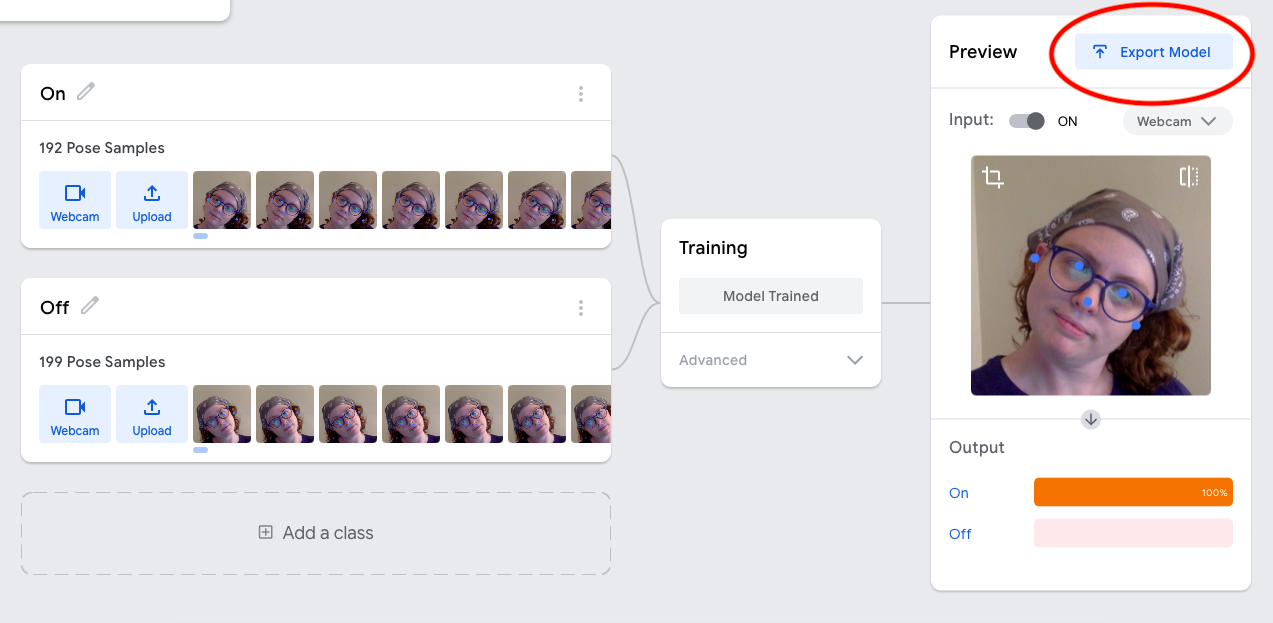 On
192 Pose Samples
Webcam
Upload
Off
199 Pose Samples
Webcam
Upload
Add a class
Training
Model Trained
Advanced
Preview
Export Model
Input:
ON
Webcam
Output
On
100%
Off